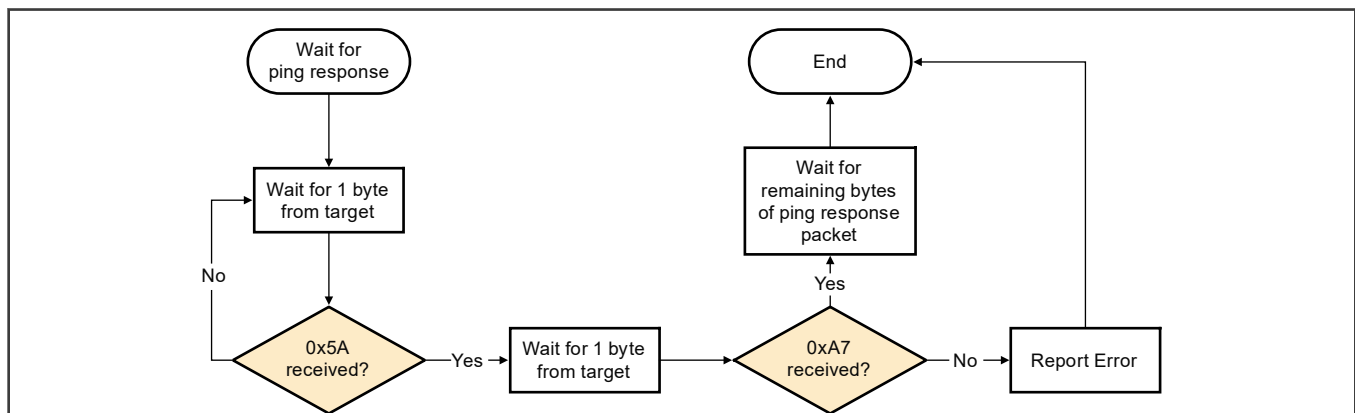 Wait for
ping response
Wait for 1 byte
from target
No
0x5A
received?
Yes
Wait for 1 byte
from target
0xA7
received?
Yes
Wait for
remaining bytes
of ping response
packet
End
No
Report Error